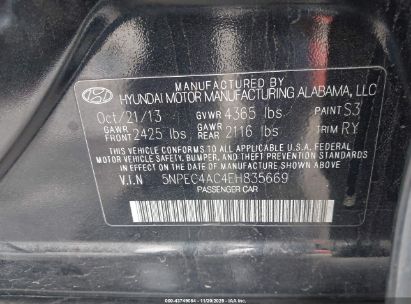 MANUFACTURED BY
HYUNDAI MOTOR MANUFACTURING ALABAMA, LLC
Oct/21/13 GVWR 4365 lbs PAINT S3
GAWR FRONT 2425 lbs GAWR REAR 2116 lbs TRIM RY
THIS VEHICLE CONFORMS TO ALL APPLICABLE U.S.A FEDERAL
MOTOR VEHICLE SAFETY, BUMPER, AND THEFT PREVENTION
STANDARDS IN EFFECT ON THE DATE OF MANUFACTURE SHOWN ABOVE.
V.I.N 5NPEC4AC4EH835669
PASSENGER CAR